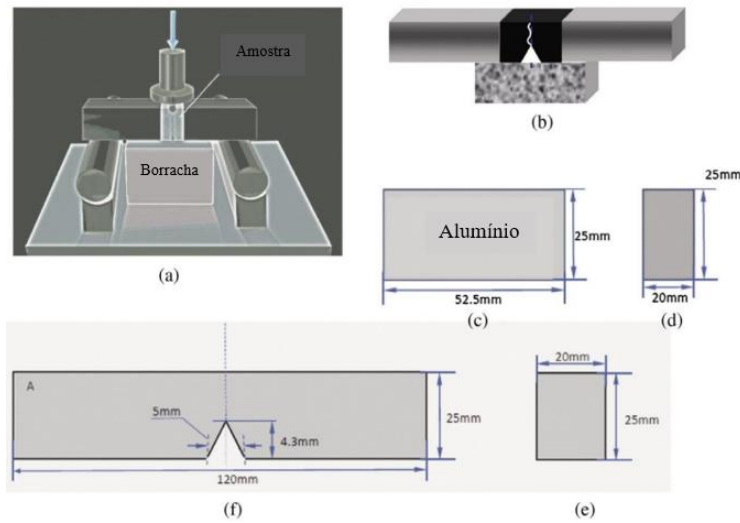 Amostra
Borracha
(a)
(b)
Alumínio
25mm
52.5mm
(c)
25mm
20mm
(d)
A
5mm
4.3mm
25mm
120mm
(f)
20mm
25mm
(e)